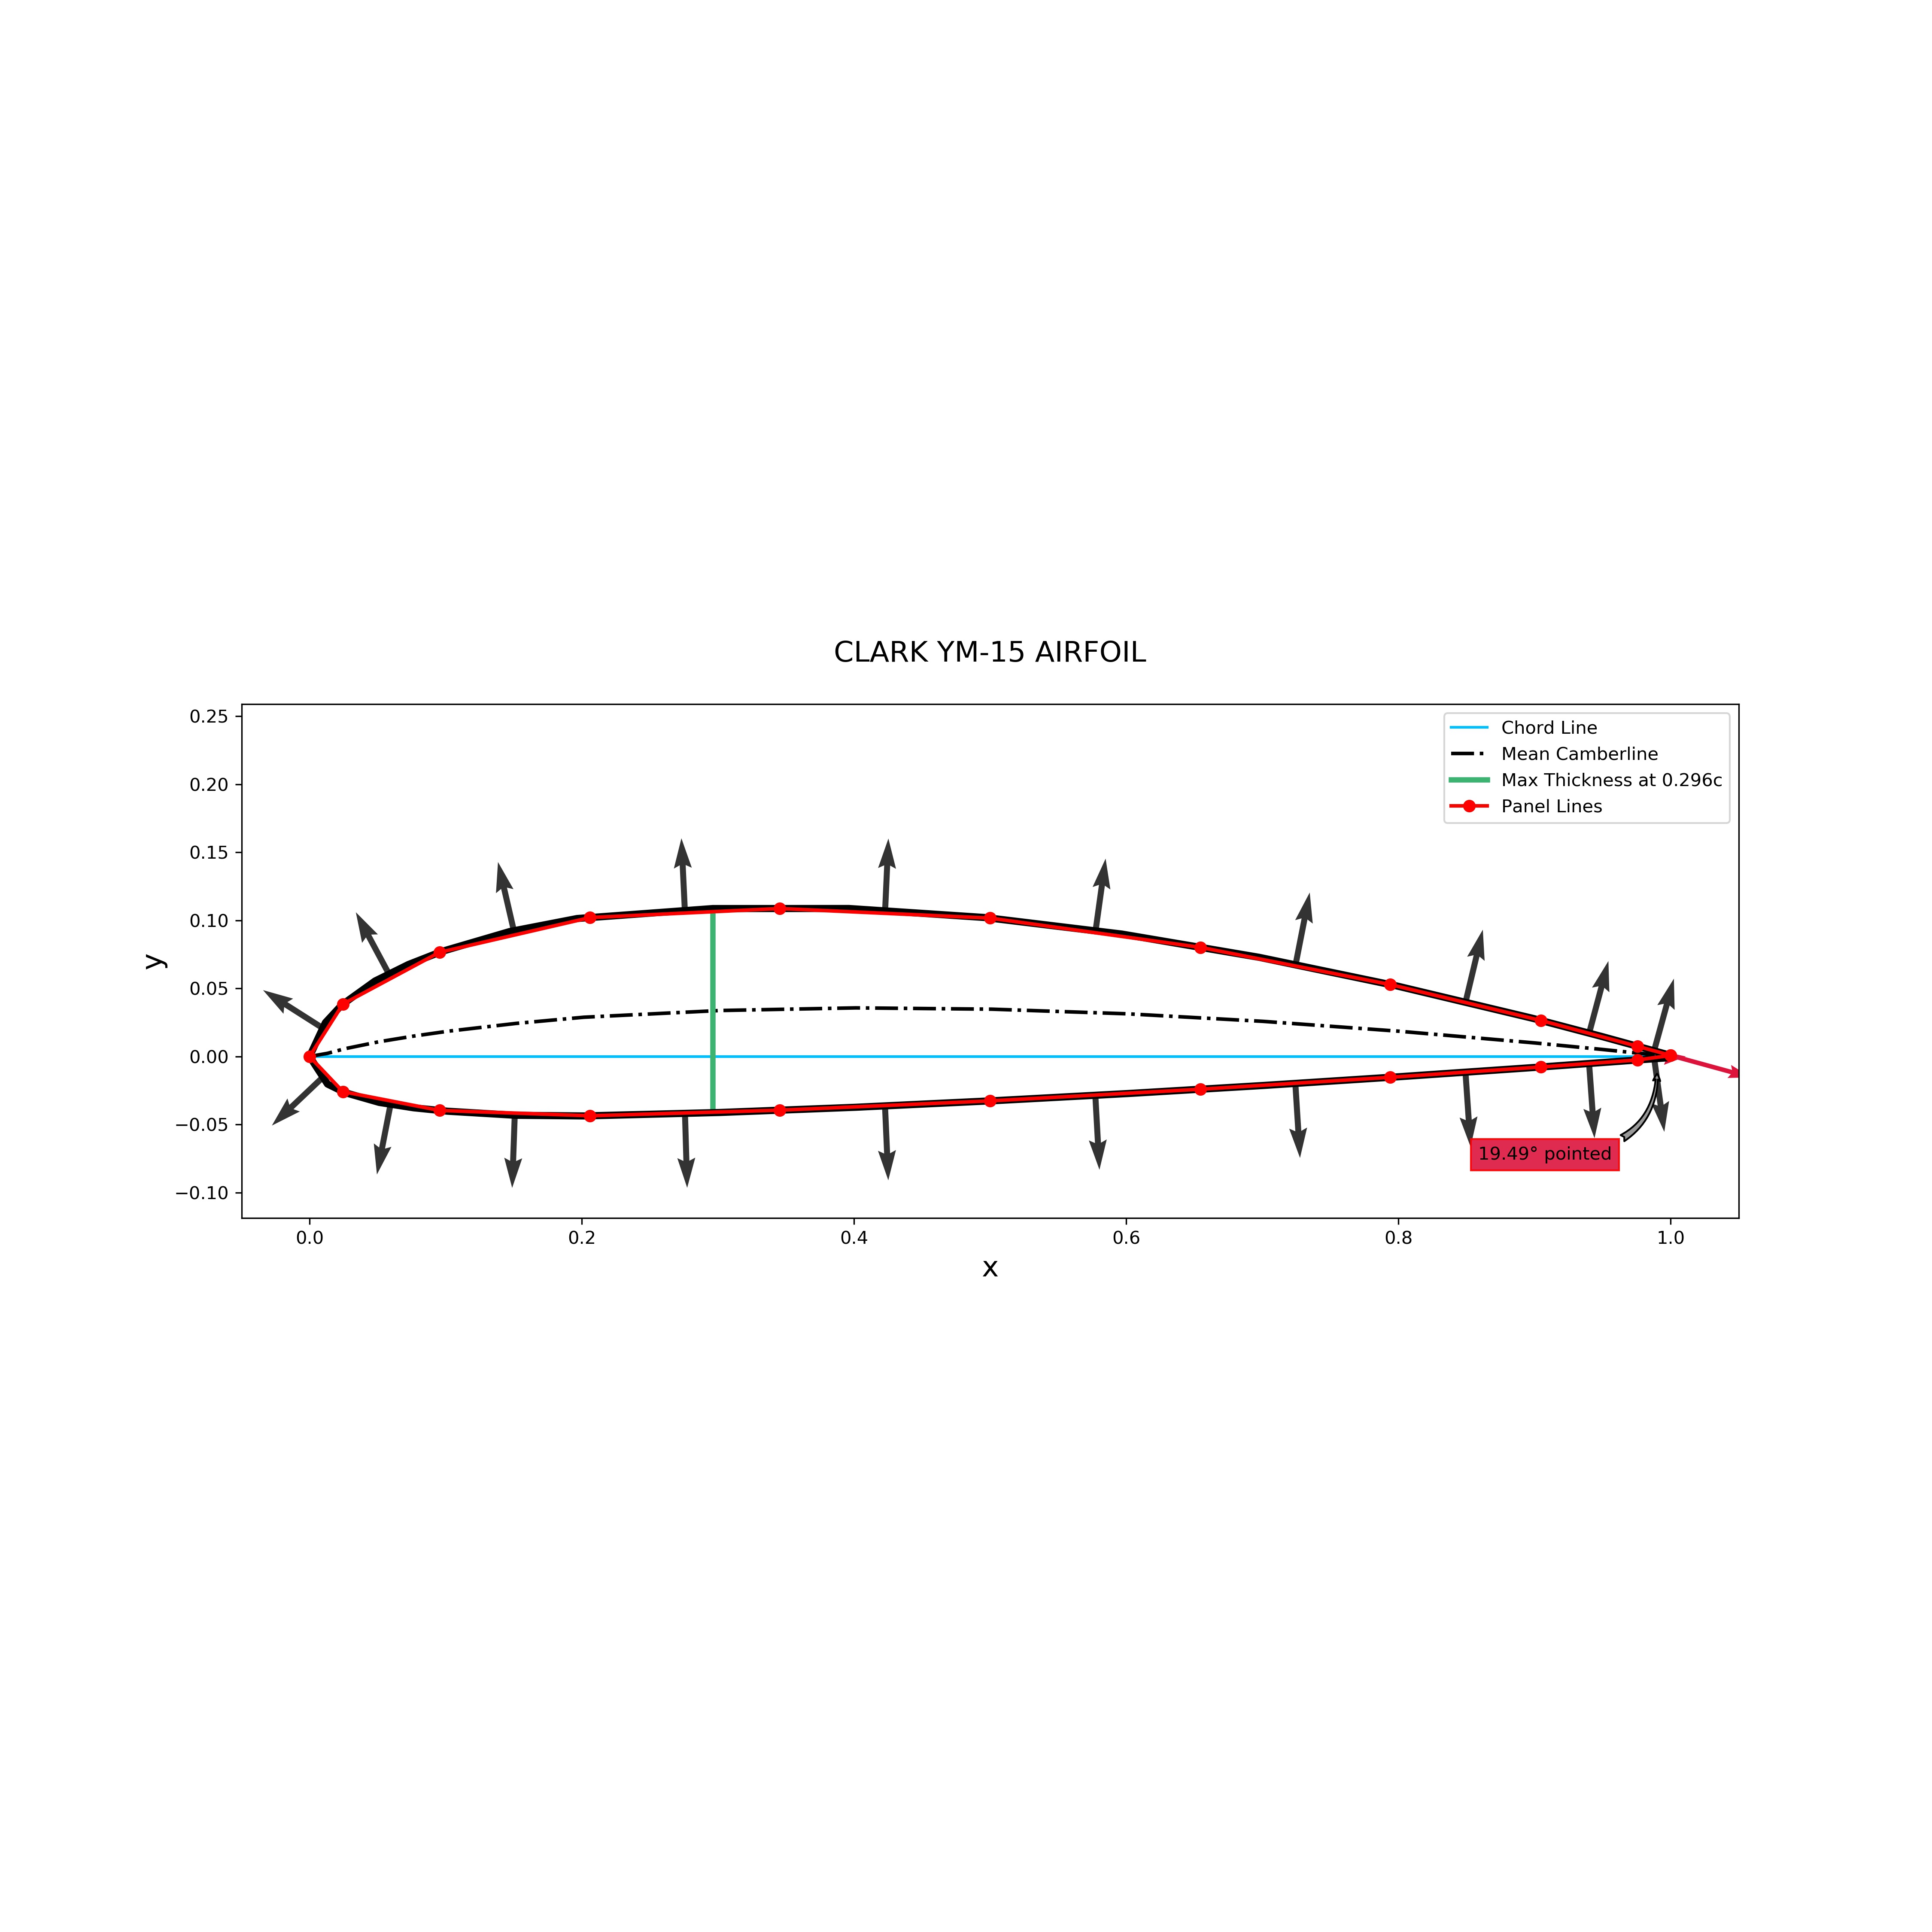 CLARK YM-15 AIRFOIL
Chord Line
Mean Camberline
Max Thickness at 0.296c
Panel Lines
0.25
0.20
0.15
0.10
0.05
0.00
−0.05
−0.10
y
19.49° pointed
0.0 0.2 0.4 0.6 0.8 1.0
x